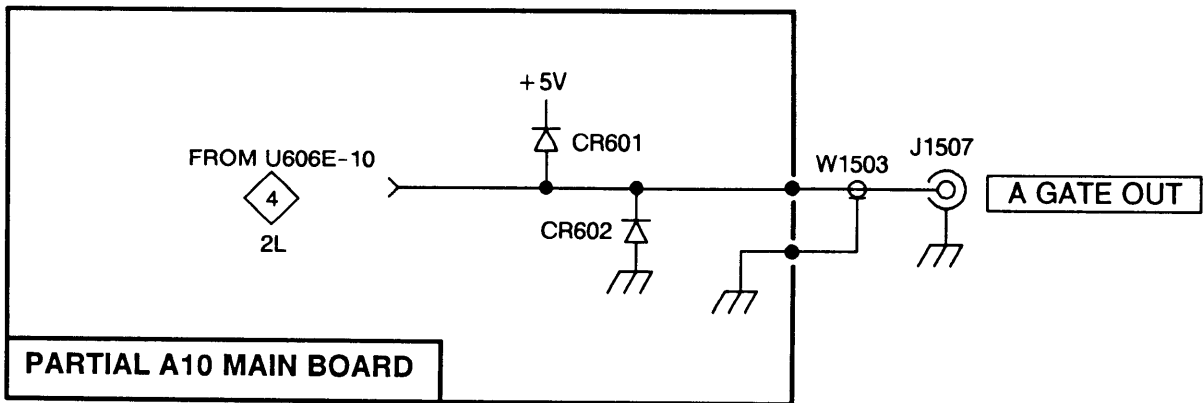 +5V
CR601
FROM U606E-10
4
2L
CR602
W1503
J1507
A GATE OUT
PARTIAL A10 MAIN BOARD